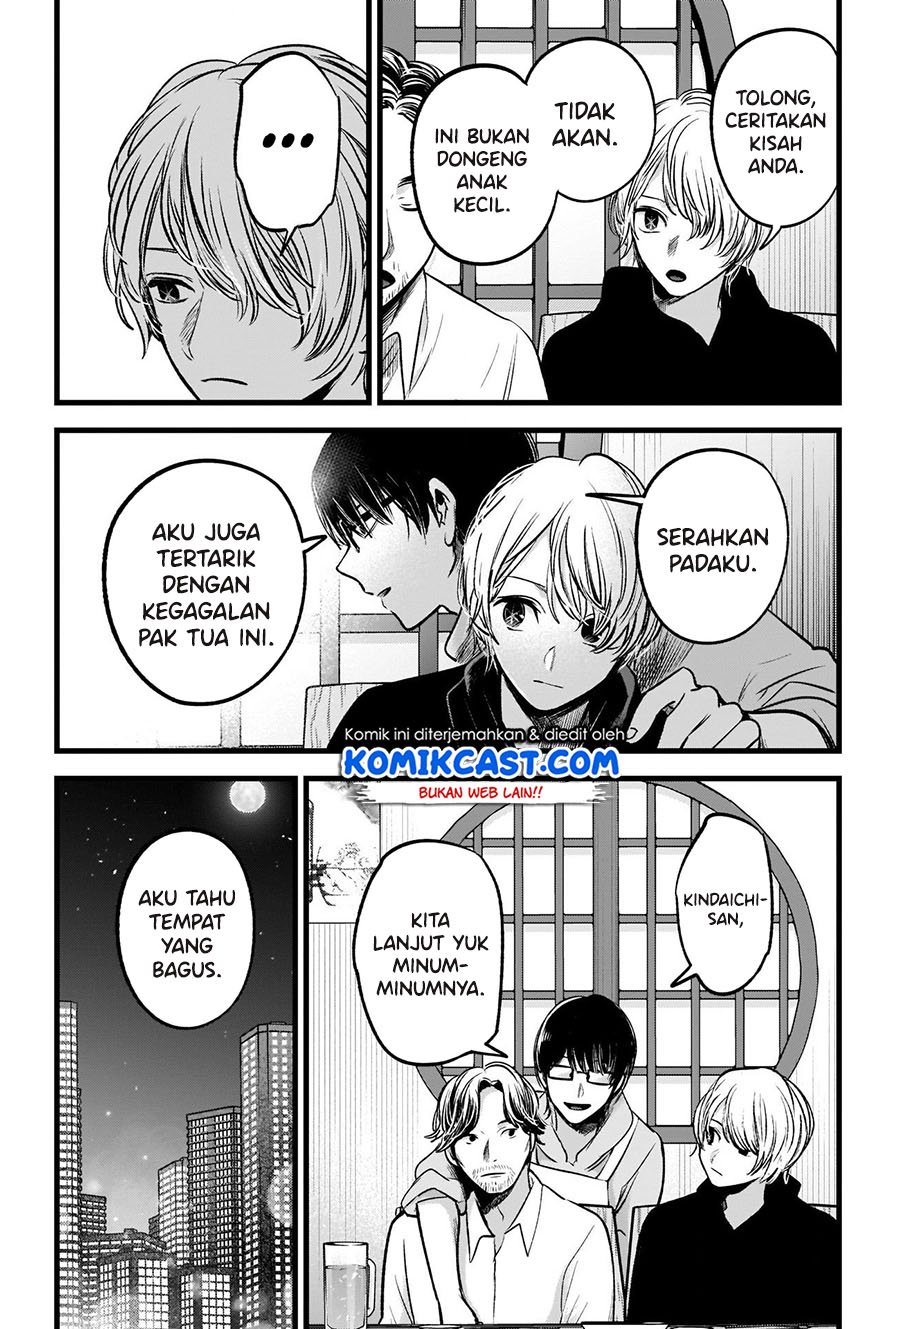 TOLONG,
CERITAKAN
KISAH
ANDA.
TIDAK
AKAN.
INI BUKAN
DONGENG
ANAK
KECIL.
...
SERAHKAN
PADAKU.
AKU JUGA
TERTARIK
DENGAN
KEGAGALAN
PAK TUA INI.
Komik ini diterjemahkan & diedit oleh
KOMIKCAST.COM
BUKAN WEB LAIN!!
KINDAICHI-
SAN,
KITA
LANJUT YUK
MINUM-
MINUMNYA.
AKU TAHU
TEMPAT
YANG
BAGUS.